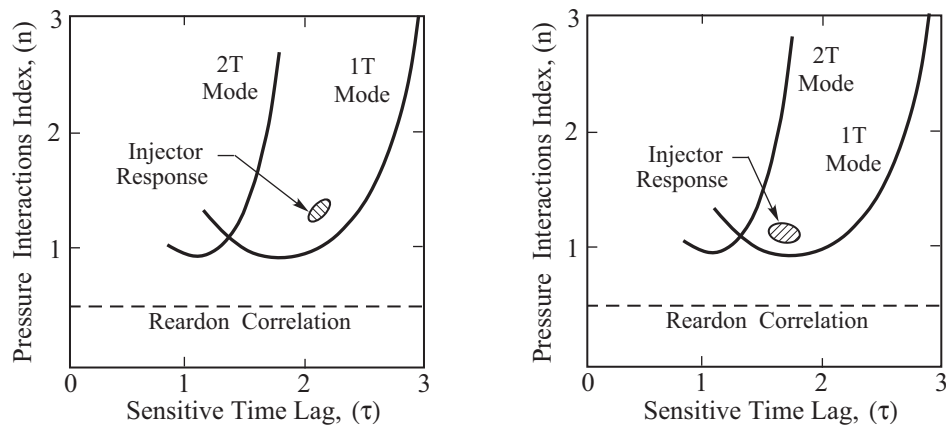 Pressure Interactions Index, (n)
3
2
1
0
2T
Mode
1T
Mode
Injector
Response
Reardon Correlation
0
1
2
3
Sensitive Time Lag, (τ)
Pressure Interactions Index, (n)
3
2
1
0
2T
Mode
1T
Mode
Injector
Response
Reardon Correlation
1
2
3
Sensitive Time Lag, (τ)